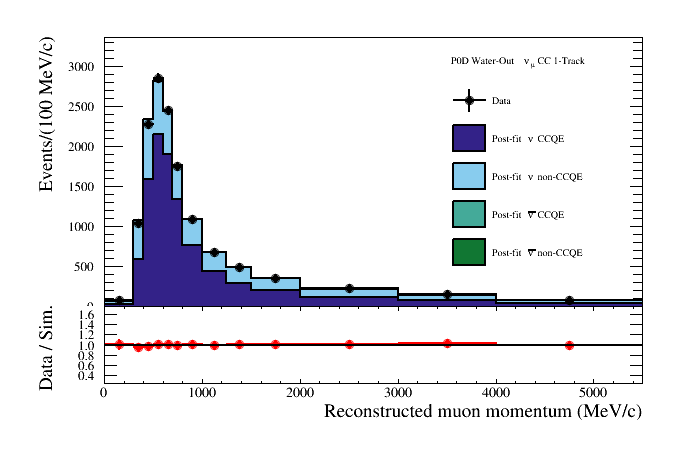 P0D Water-Out ν μ CC 1-Track
Data
Post-fit ν CCQE
Post-fit ν non-CCQE
Post-fit ν̅ CCQE
Post-fit ν̅ non-CCQE
Events/(100 MeV/c)
3000
2500
2000
1500
1000
500
0
Data / Sim.
1.6
1.4
1.2
1.0
0.8
0.6
0.4
0 1000 2000 3000 4000 5000
Reconstructed muon momentum (MeV/c)